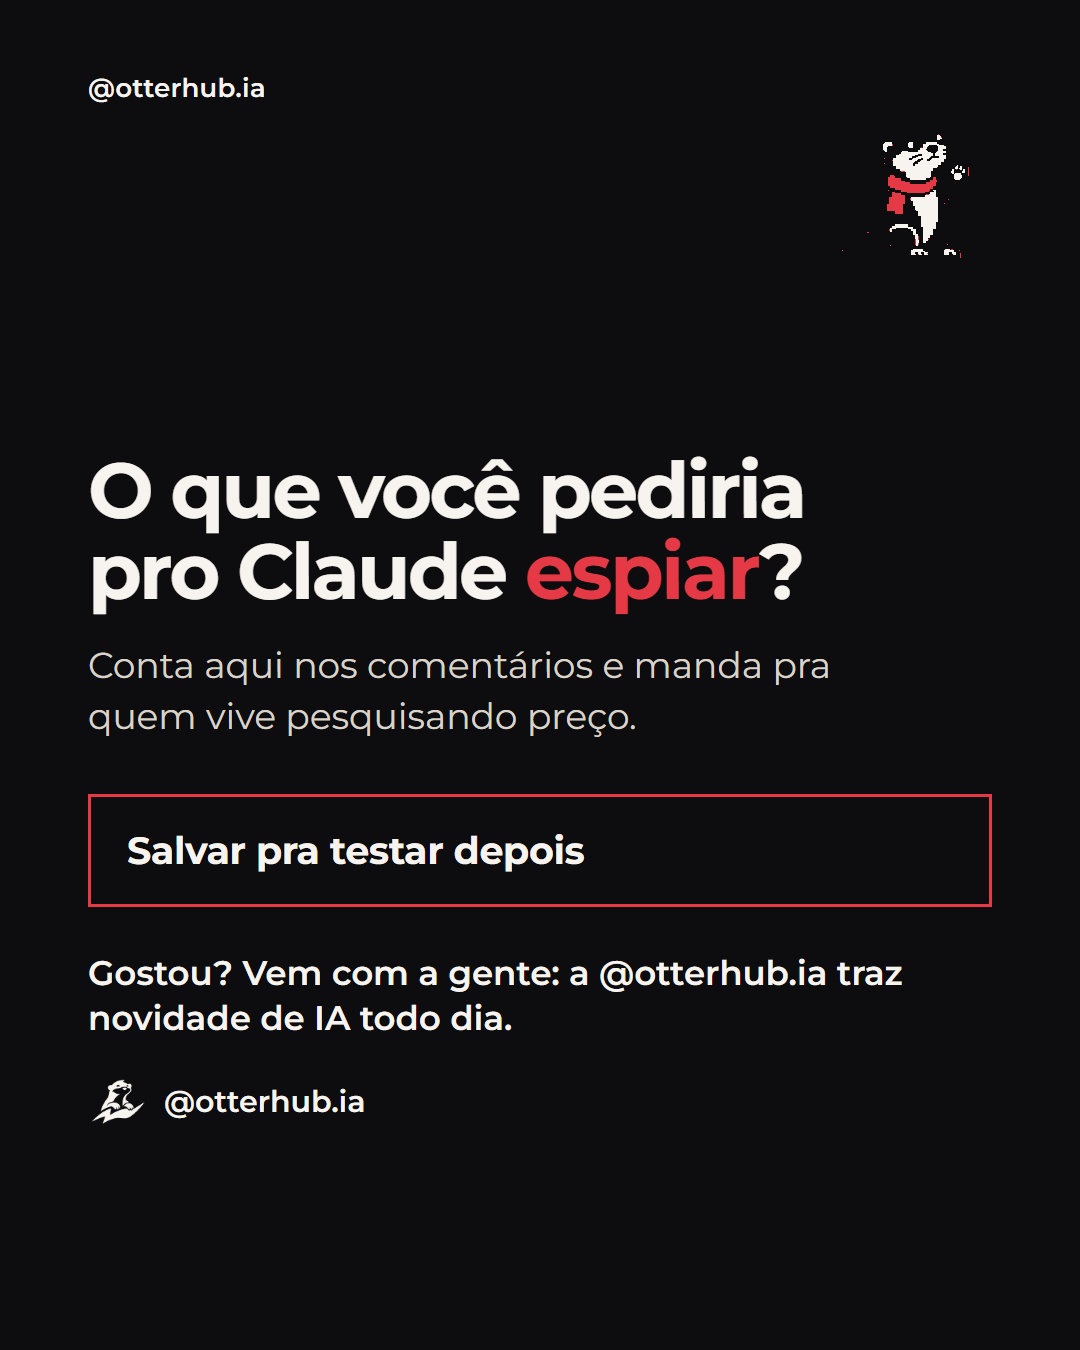 @otterhub.ia
O que você pediria
pro Claude espiar?
Conta aqui nos comentários e manda pra
quem vive pesquisando preço.
Salvar pra testar depois
Gostou? Vem com a gente: a @otterhub.ia traz
novidade de IA todo dia.
@otterhub.ia